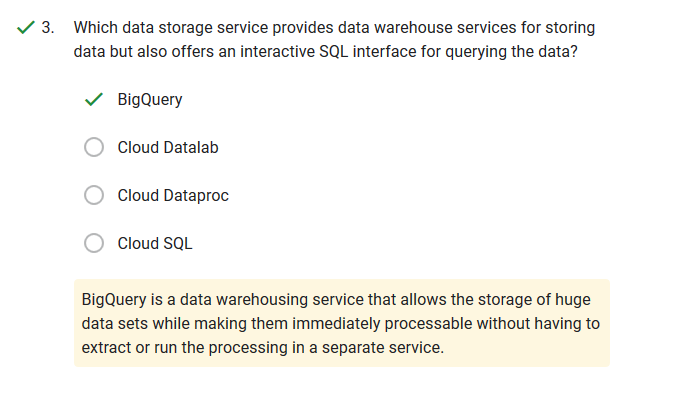 3. Which data storage service provides data warehouse services for storing
data but also offers an interactive SQL interface for querying the data?
BigQuery
Cloud Datalab
Cloud Dataproc
Cloud SQL
BigQuery is a data warehousing service that allows the storage of huge
data sets while making them immediately processable without having to
extract or run the processing in a separate service.